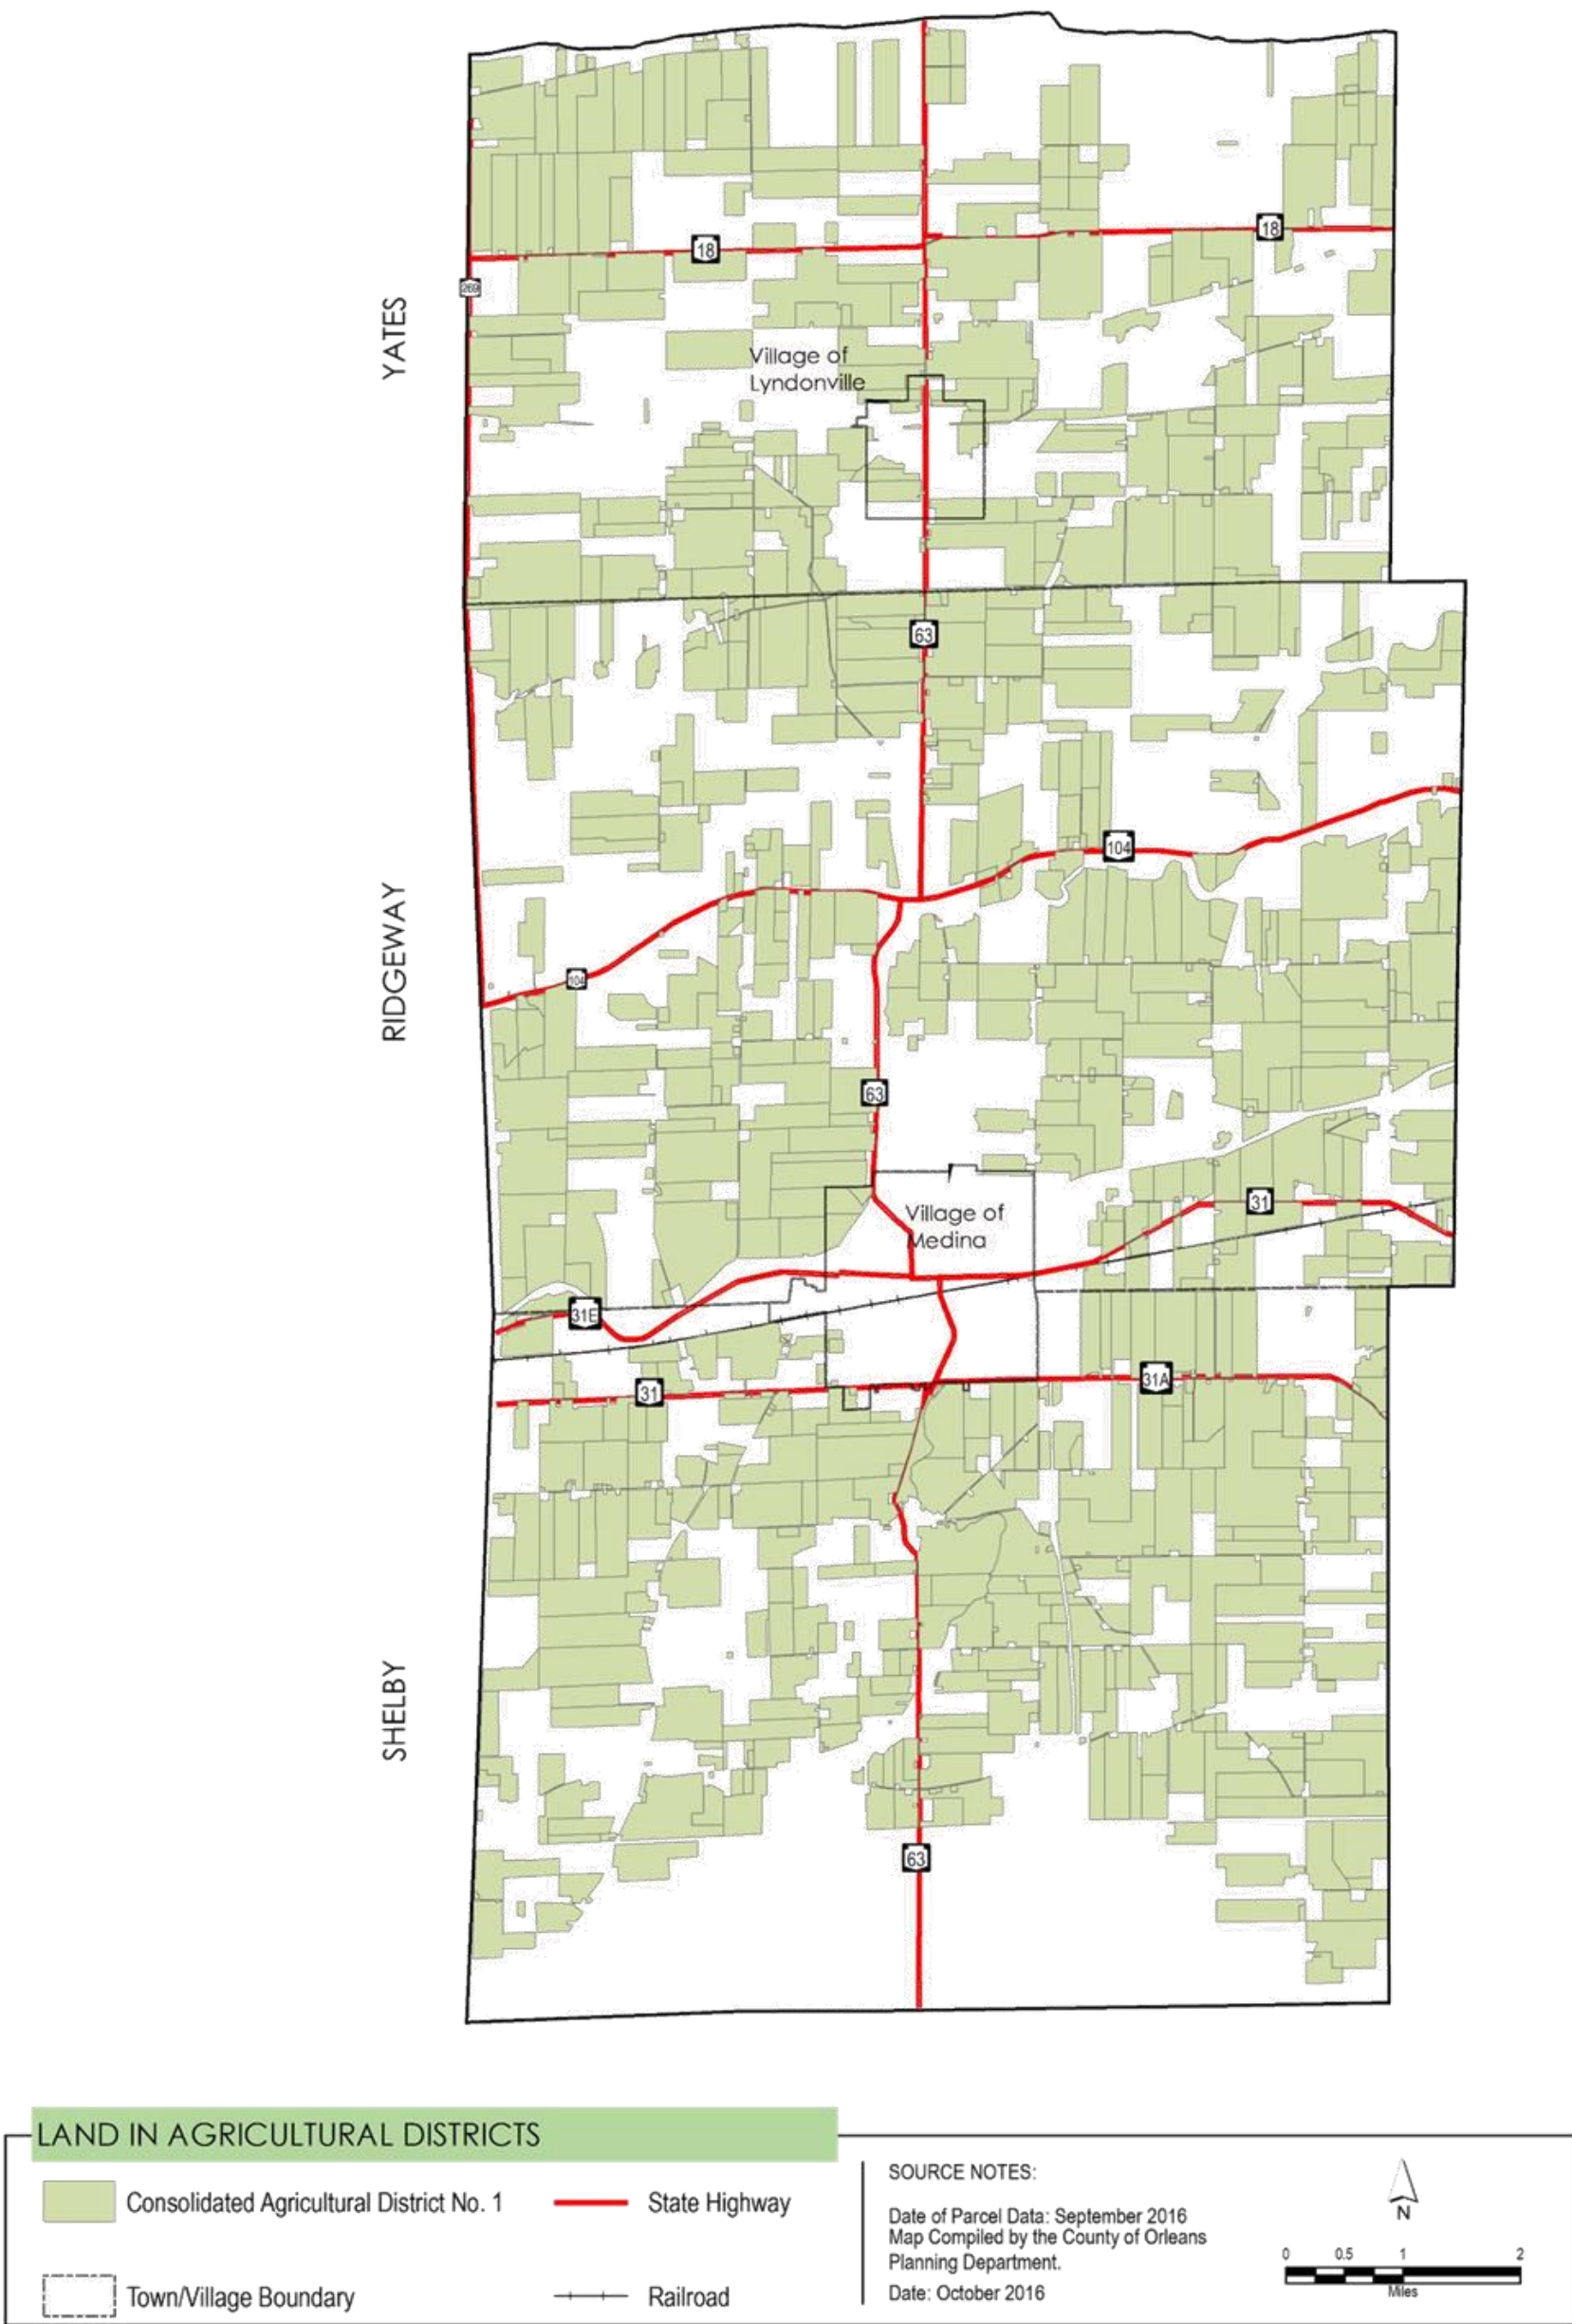 18
18
269
YATES
Village of
Lyndonville
63
104
RIDGEWAY
104
63
31
Village of
Medina
31E
31A
31
SHELBY
63
LAND IN AGRICULTURAL DISTRICTS
Consolidated Agricultural District No. 1
State Highway
Town/Village Boundary
Railroad
SOURCE NOTES:
Date of Parcel Data: September 2016
Map Compiled by the County of Orleans
Planning Department.
Date: October 2016
N
0 0.5 1 2
Miles